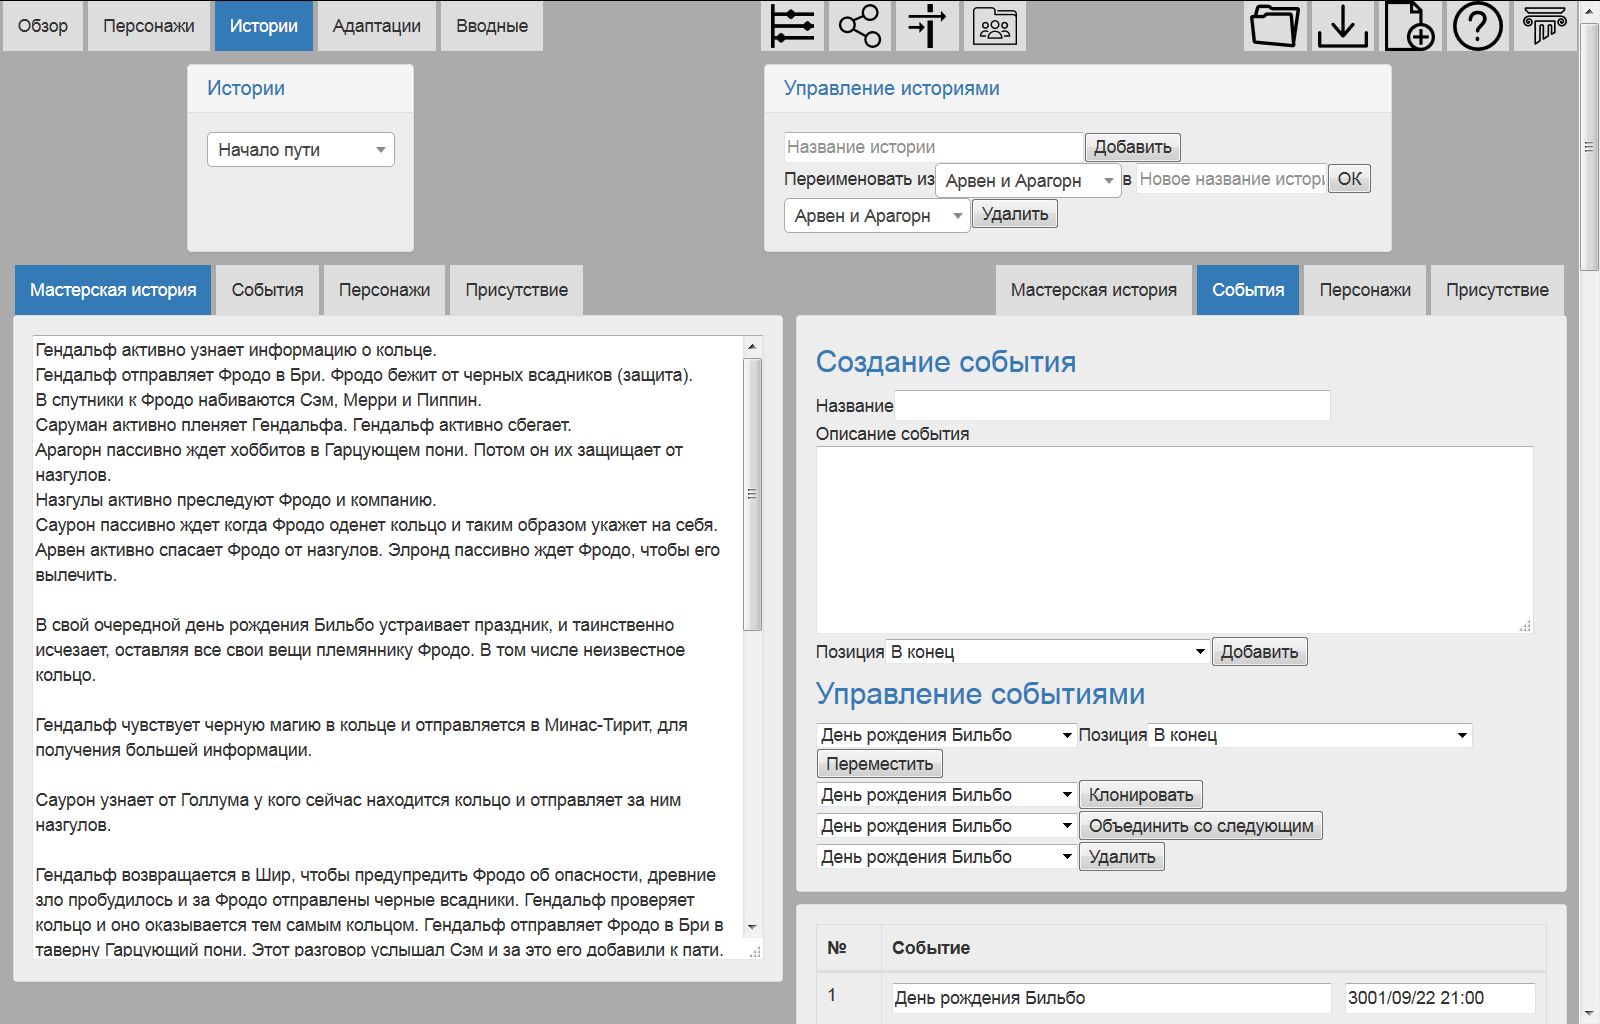 Обзор Персонажи Истории Адаптации Вводные
Истории
Начало пути
Управление историями
Название истории Добавить
Переименовать из Арвен и Арагорн в Новое название истори ОК
Арвен и Арагорн Удалить
Мастерская история События Персонажи Присутствие
Гендальф активно узнает информацию о кольце.
Гендальф отправляет Фродо в Бри. Фродо бежит от черных всадников (защита).
В спутники к Фродо набиваются Сэм, Мерри и Пиппин.
Саруман активно пленяет Гендальфа. Гендальф активно сбегает.
Арагорн пассивно ждет хоббитов в Гарцующем пони. Потом он их защищает от
назгулов.
Назгулы активно преследуют Фродо и компанию.
Саурон пассивно ждет когда Фродо оденет кольцо и таким образом укажет на себя.
Арвен активно спасает Фродо от назгулов. Элронд пассивно ждет Фродо, чтобы его
вылечить.
В свой очередной день рождения Бильбо устраивает праздник, и таинственно
исчезает, оставляя все свои вещи племяннику Фродо. В том числе неизвестное
кольцо.
Гендальф чувствует черную магию в кольце и отправляется в Минас-Тирит, для
получения большей информации.
Саурон узнает от Голлума у кого сейчас находится кольцо и отправляет за ним
назгулов.
Гендальф возвращается в Шир, чтобы предупредить Фродо об опасности, древние
зло пробудилось и за Фродо отправлены черные всадники. Гендальф проверяет
кольцо и оно оказывается тем самым кольцом. Гендальф отправляет Фродо в Бри в
таверну Гарцующий пони. Этот разговор услышал Сэм и за это его добавили к пати.
Мастерская история События Персонажи Присутствие
Создание события
Название
Описание события
Позиция В конец Добавить
Управление событиями
День рождения Бильбо Позиция В конец
Переместить
День рождения Бильбо Клонировать
День рождения Бильбо Объединить со следующим
День рождения Бильбо Удалить
№ Событие
1 День рождения Бильбо 3001/09/22 21:00